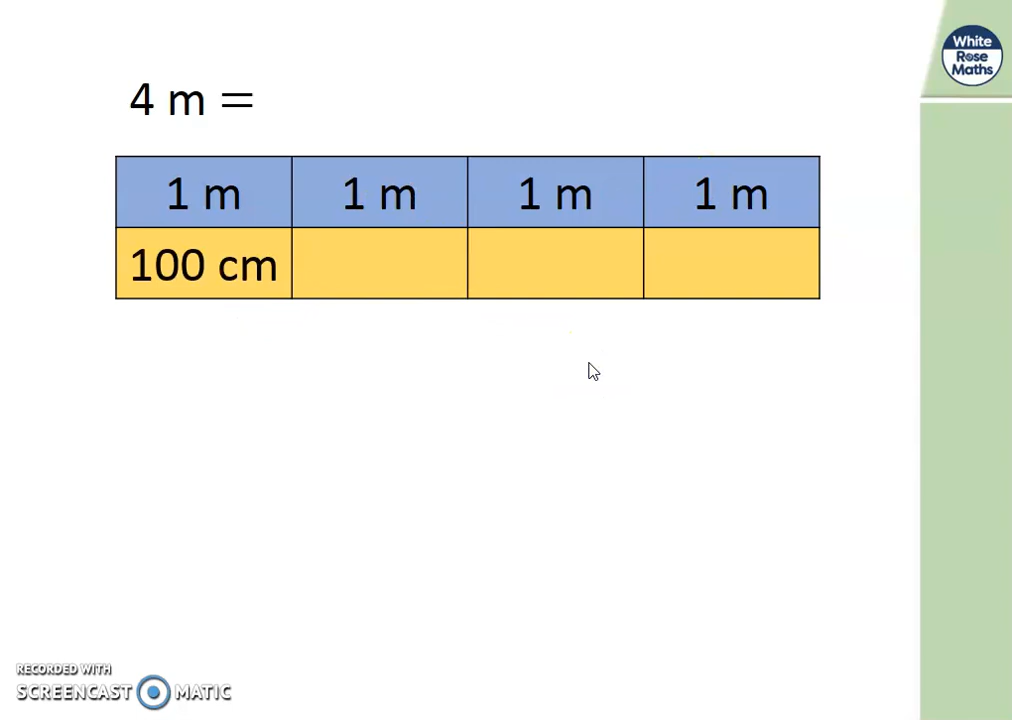 White
Rose
Maths
4 m =
1 m 1 m 1 m 1 m
100 cm
RECORDED WITH
SCREENCAST MATIC